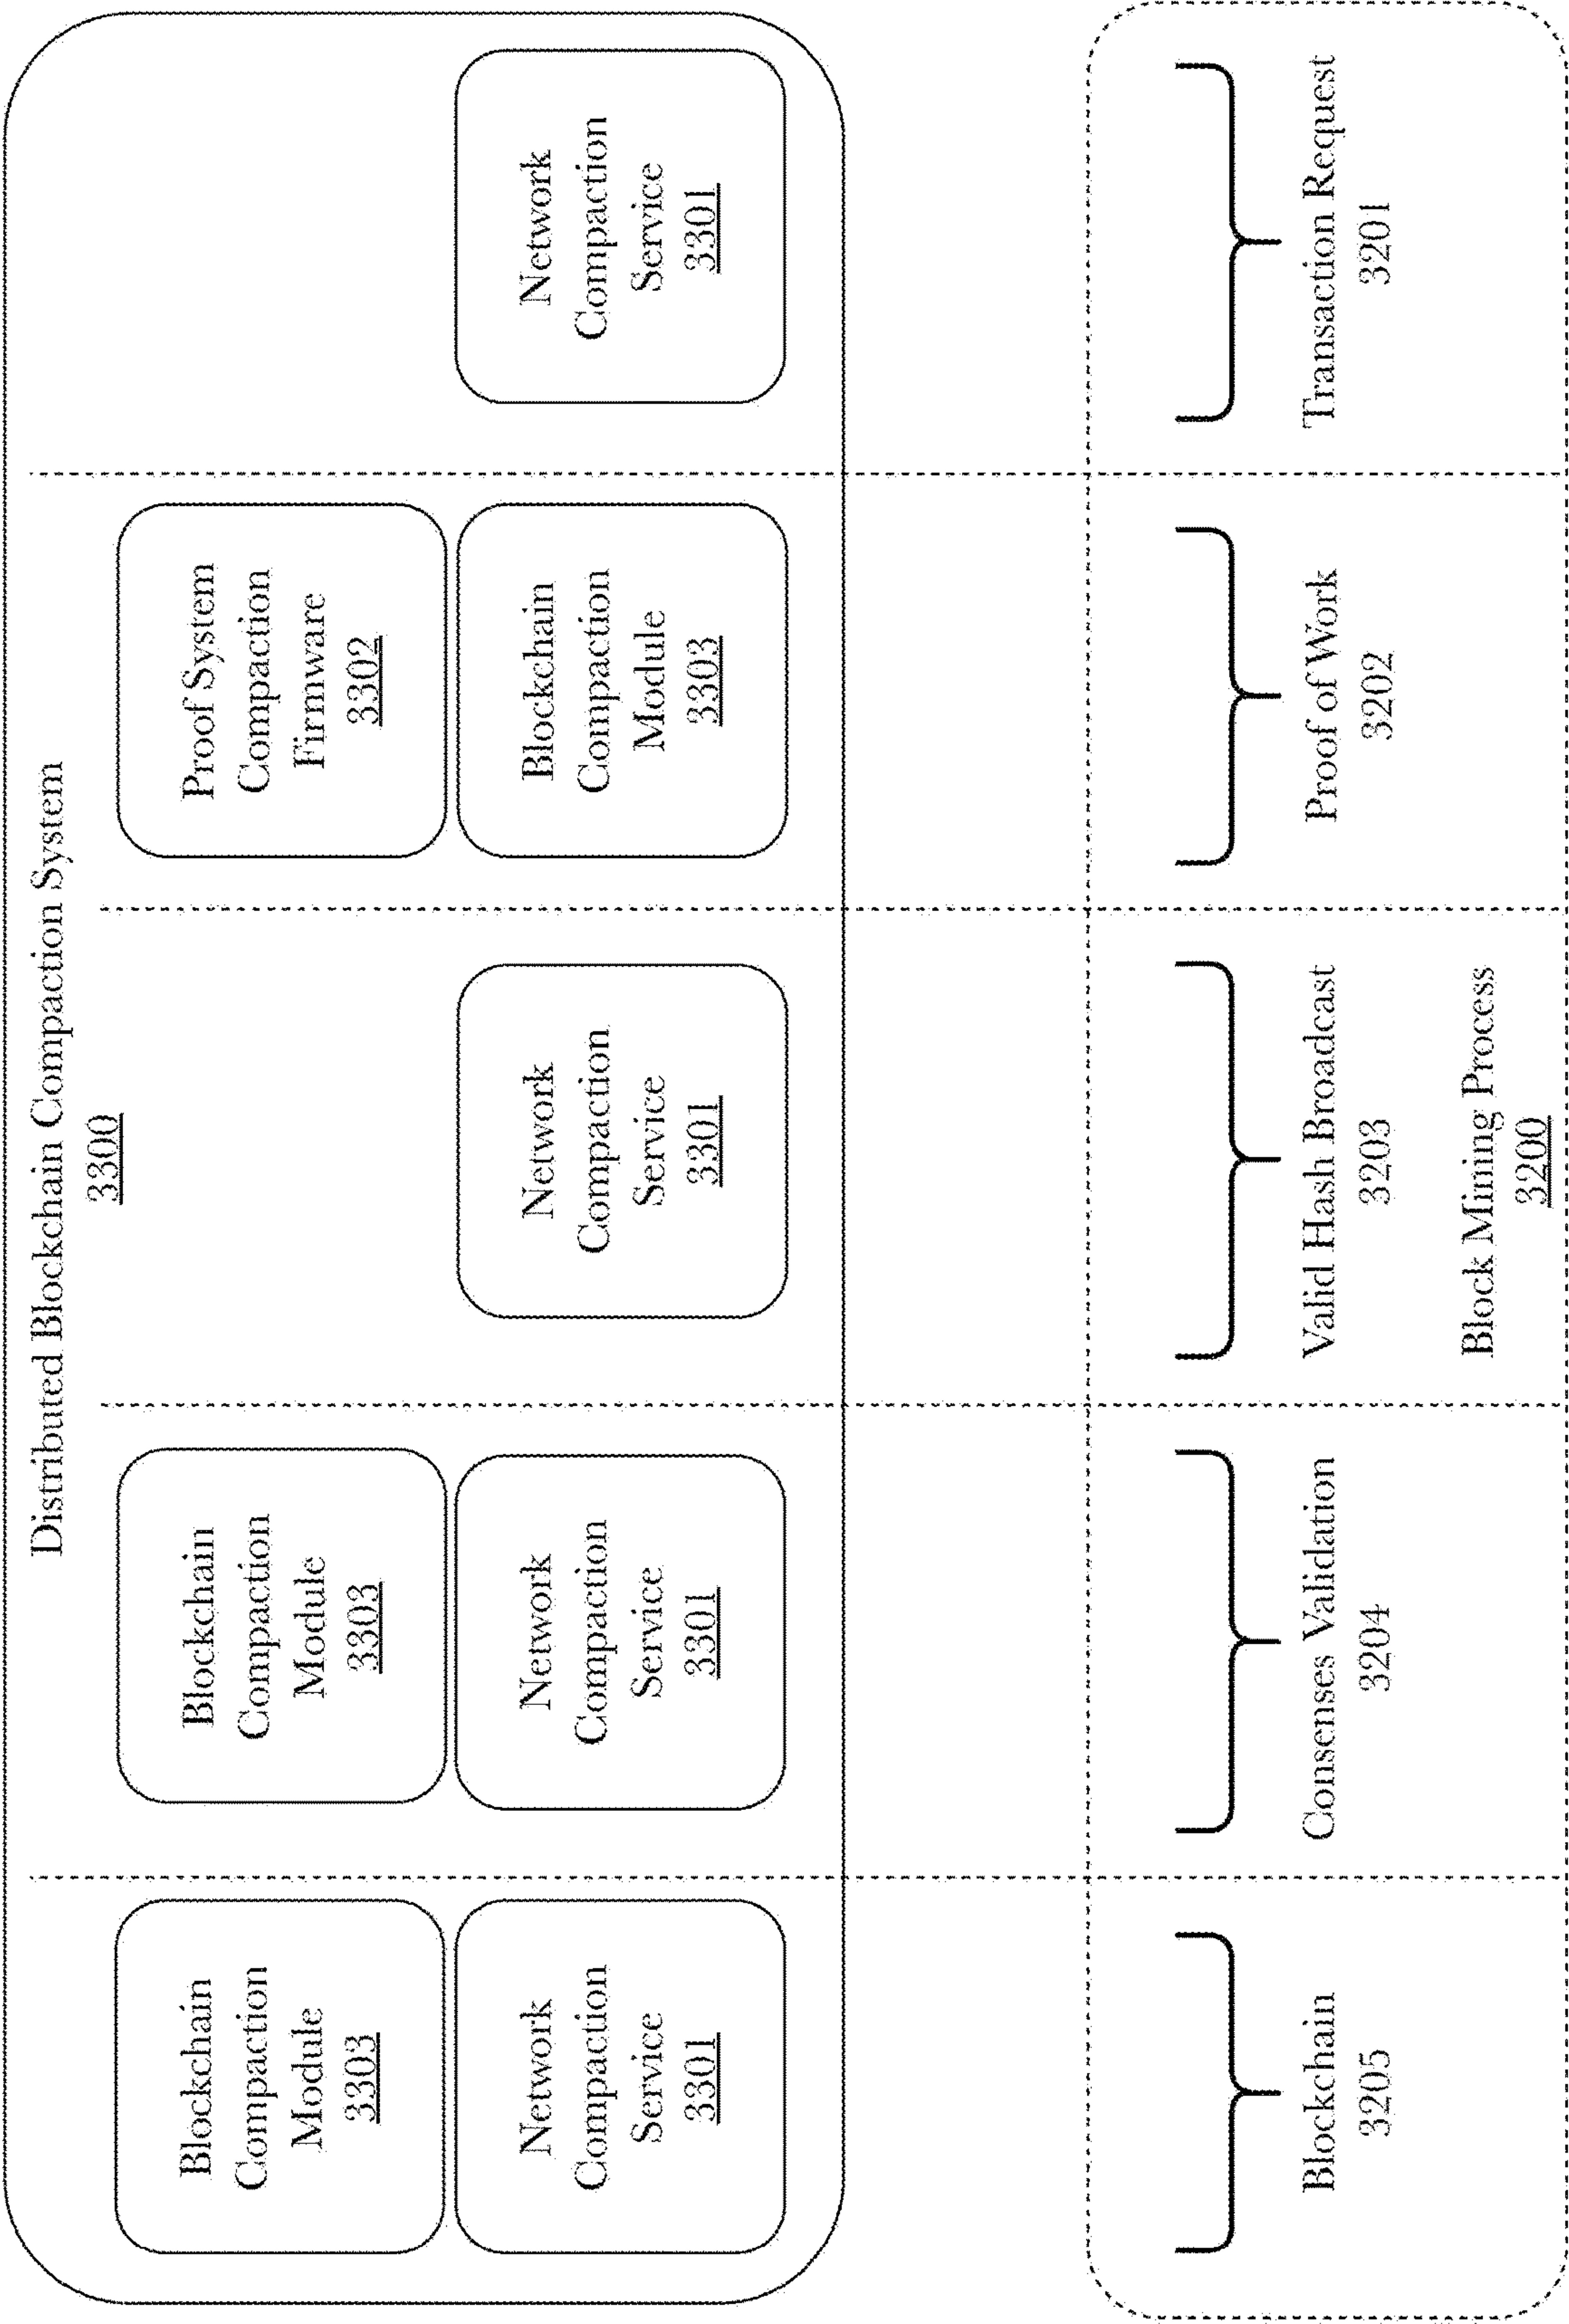 Distributed Blockchain Compaction System
3300
Blockchain
Compaction
Module
3303
Network
Compaction
Service
3301
Blockchain
Compaction
Module
3303
Network
Compaction
Service
3301
Network
Compaction
Service
3301
Proof System
Compaction
Firmware
3302
Blockchain
Compaction
Module
3303
Network
Compaction
Service
3301
Blockchain
3205
Consenses Validation
3204
Valid Hash Broadcast
3203
Proof of Work
3202
Transaction Request
3201
Block Mining Process
3200